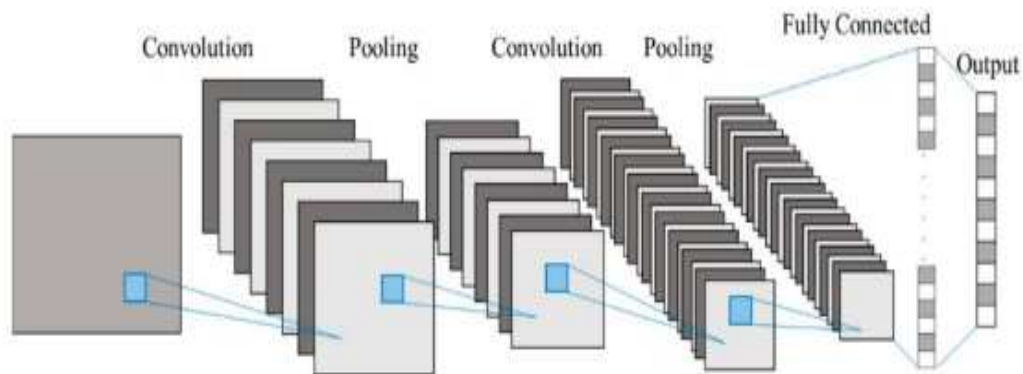 Convolution
Pooling
Convolution
Pooling
Fully Connected
Output